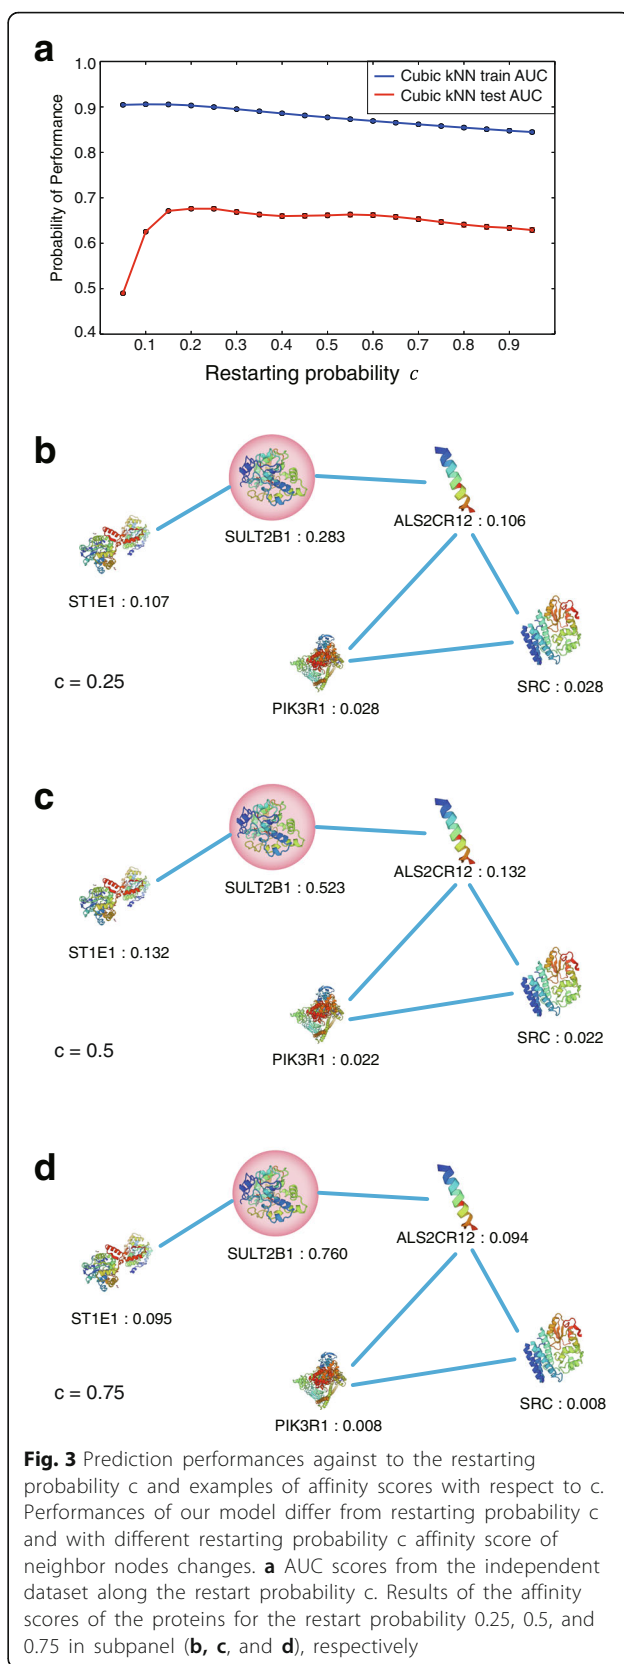 a
1.0
0.9
0.8
0.7
0.6
0.5
0.4
Probability of Performance
Cubic kNN train AUC
Cubic kNN test AUC
0.1 0.2 0.3 0.4 0.5 0.6 0.7 0.8 0.9
Restarting probability c
b
SULT2B1 : 0.283
ALS2CR12 : 0.106
ST1E1 : 0.107
c = 0.25
PIK3R1 : 0.028
SRC : 0.028
c
SULT2B1 : 0.523
ALS2CR12 : 0.132
ST1E1 : 0.132
c = 0.5
PIK3R1 : 0.022
SRC : 0.022
d
SULT2B1 : 0.760
ALS2CR12 : 0.094
ST1E1 : 0.095
c = 0.75
PIK3R1 : 0.008
SRC : 0.008
Fig. 3 Prediction performances against to the restarting
probability c and examples of affinity scores with respect to c.
Performances of our model differ from restarting probability c
and with different restarting probability c affinity score of
neighbor nodes changes. a AUC scores from the independent
dataset along the restart probability c. Results of the affinity
scores of the proteins for the restart probability 0.25, 0.5, and
0.75 in subpanel (b, c, and d), respectively